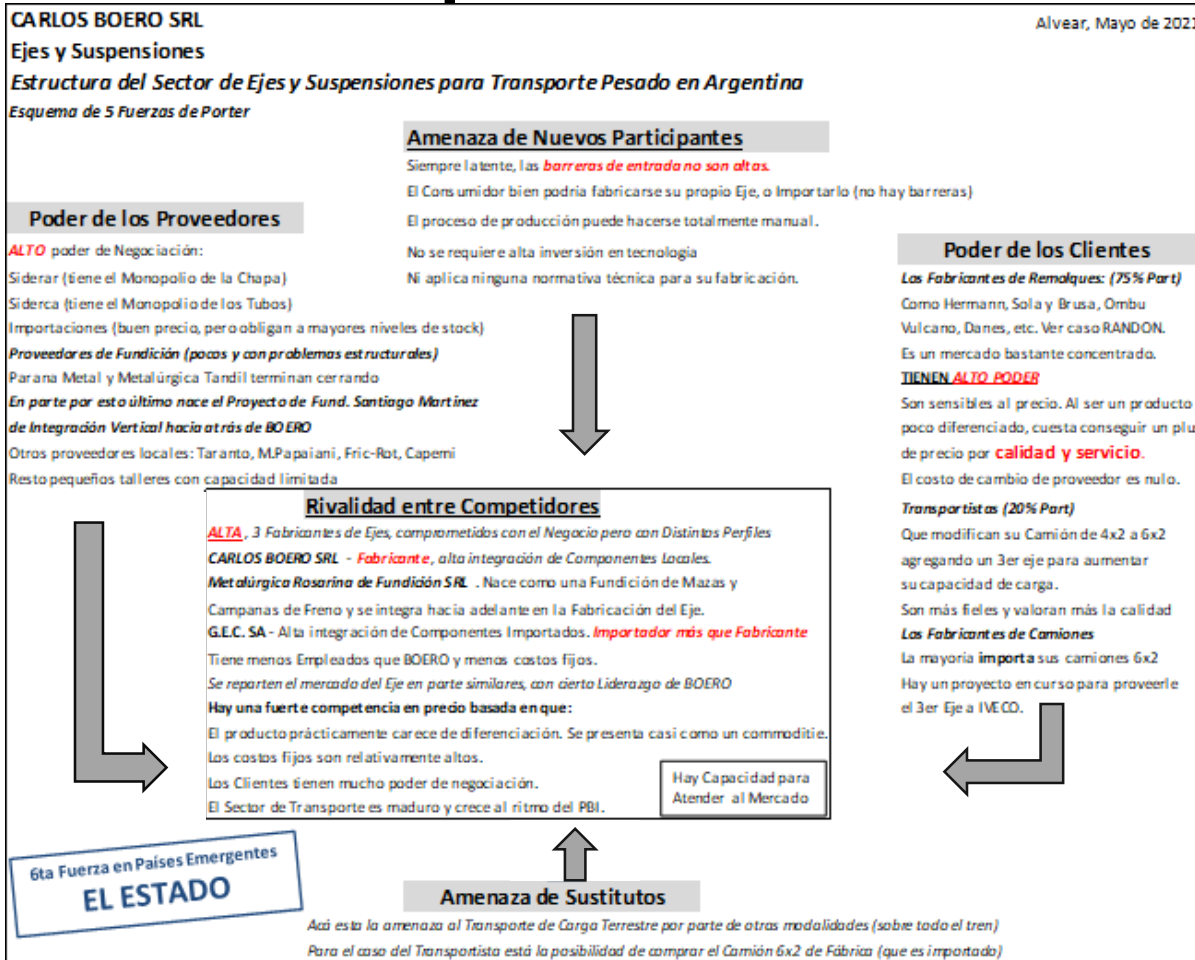 CARLOS BOERO SRL
Alvear, Mayo de 2021
Ejes y Suspensiones
Estructura del Sector de Ejes y Suspensiones para Transporte Pesado en Argentina
Esquema de 5 Fuerzas de Porter
Amenaza de Nuevos Participantes
Siempre latente, las barreras de entrada no son altas.
El Consumidor bien podría fabricarse su propio Eje, o Importarlo (no hay barreras)
El proceso de producción puede hacerse totalmente manual.
No se requiere alta inversión en tecnología
Ni aplica ninguna normativa técnica para su fabricación.
Poder de los Proveedores
ALTO poder de Negociación:
Siderar (tiene el Monopolio de la Chapa)
Siderca (tiene el Monopolio de los Tubos)
Importaciones (buen precio, pero obligan a mayores niveles de stock)
Proveedores de Fundición (pocos y con problemas estructurales)
Parana Metal y Metalúrgica Tandil terminan cerrando
En parte por esto último nace el Proyecto de Fund. Santiago Martínez
de Integración Vertical hacia atrás de BOERO
Otros proveedores locales: Taranto, M.Papaiani, Fric-Rot, Capemi
Resto pequeños talleres con capacidad limitada
Poder de los Clientes
Los Fabricantes de Remolques: (75% Part)
Como Hermann, Sola y Brusa, Ombu
Vulcano, Danes, etc. Ver caso RANDON.
Es un mercado bastante concentrado.
TIENEN ALTO PODER
Son sensibles al precio. Al ser un producto
poco diferenciado, cuesta conseguir un plu
de precio por calidad y servicio.
El costo de cambio de proveedor es nulo.
Transportistas (20% Part)
Que modifican su Camión de 4x2 a 6x2
agregando un 3er eje para aumentar
su capacidad de carga.
Son más fieles y valoran más la calidad
Los Fabricantes de Camiones
La mayoría importa sus camiones 6x2
Hay un proyecto en curso para proveerle
el 3er Eje a IVECO.
Rivalidad entre Competidores
ALTA, 3 Fabricantes de Ejes, comprometidos con el Negocio pero con Distintos Perfiles
CARLOS BOERO SRL - Fabricante, alta integración de Componentes Locales.
Metalúrgica Rosarina de Fundición SRL . Nace como una Fundición de Mazas y
Campanas de Freno y se integra hacia adelante en la Fabricación del Eje.
G.E.C. SA - Alta integración de Componentes Importados. Importador más que Fabricante
Tiene menos Empleados que BOERO y menos costos fijos.
Se reparten el mercado del Eje en parte similares, con cierto Liderazgo de BOERO
Hay una fuerte competencia en precio basada en que:
El producto prácticamente carece de diferenciación. Se presenta casi como un commoditie.
Los costos fijos son relativamente altos.
Los Clientes tienen mucho poder de negociación.
El Sector de Transporte es maduro y crece al ritmo del PBI.
Hay Capacidad para
Atender al Mercado
6ta Fuerza en Países Emergentes
EL ESTADO
Amenaza de Sustitutos
Acá esta la amenaza al Transporte de Carga Terrestre por parte de otras modalidades (sobre todo el tren)
Para el caso del Transportista está la posibilidad de comprar el Camión 6x2 de Fábrica (que es importado)